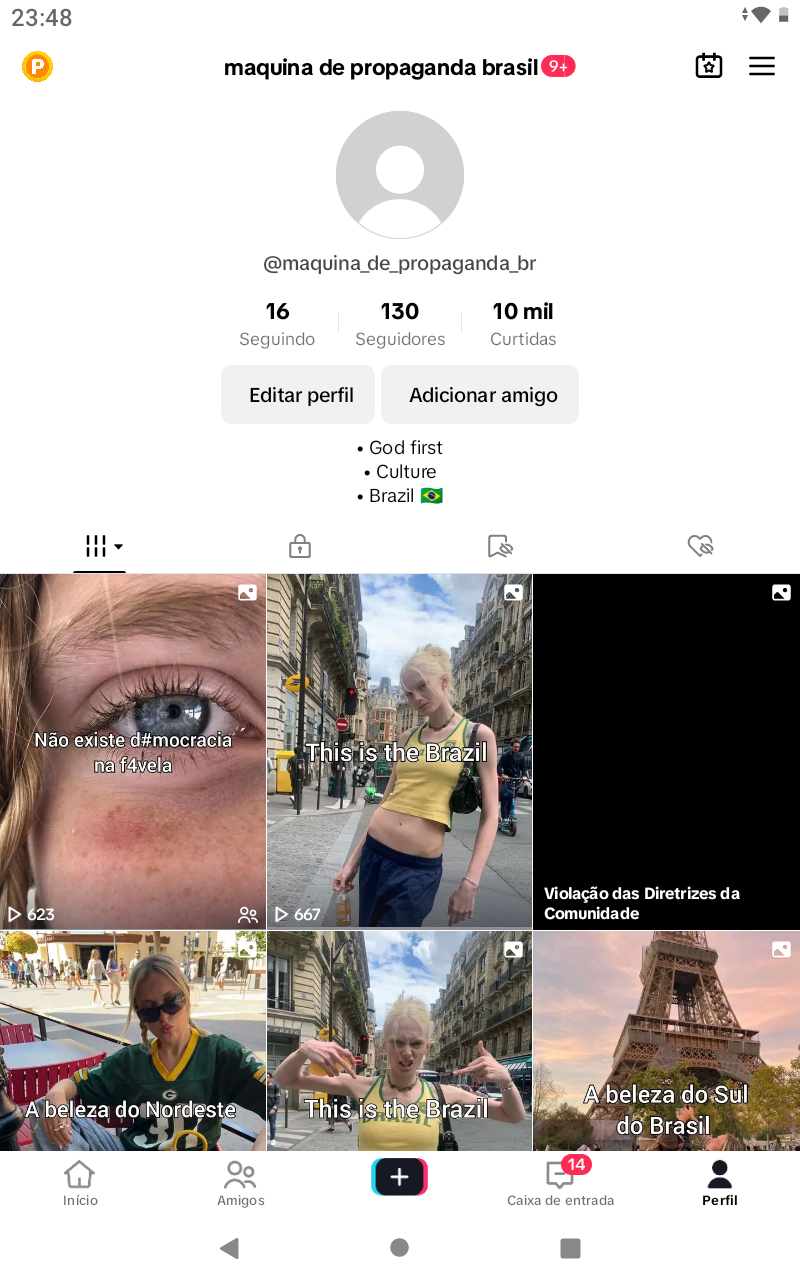 23:48
P
maquina de propaganda brasil 9+
@maquina_de_propaganda_br
16
Seguindo
130
Seguidores
10 mil
Curtidas
Editar perfil
Adicionar amigo
• God first
• Culture
• Brazil 🇧🇷
Não existe d#mocracia
na f4vela
623
This is the Brazil
667
Violação das Diretrizes da
Comunidade
A beleza do Nordeste
G
This is the Brazil
A beleza do Sul
do Brasil
Início
Amigos
14
Caixa de entrada
Perfil